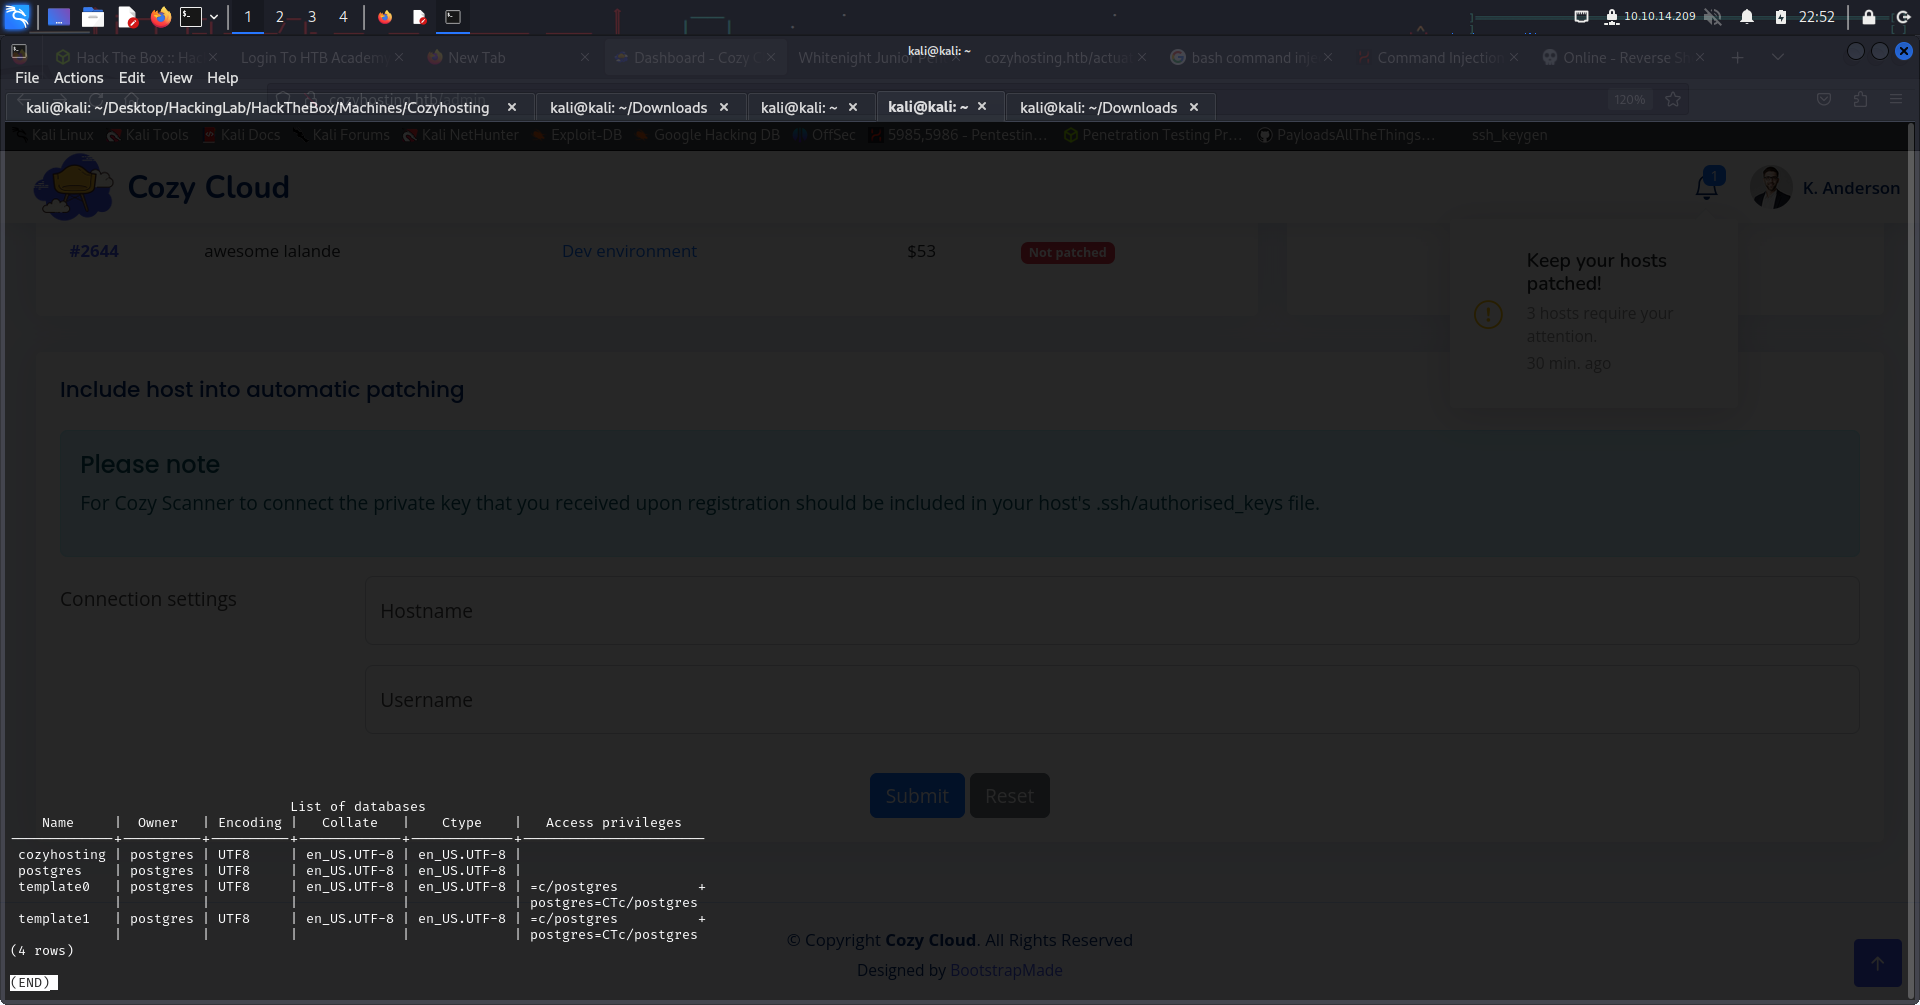 1 2 3 4
10.10.14.209
22:52
Hack The Box :: Ha
Login To HTB Academy
New Tab
Dashboard - Cozy C
Whitenight Junior Pen
kali@kali: ~
cozyhosting.htb/actuat
bash command inje
Command Injection
Online - Reverse Sh
File Actions Edit View Help
kali@kali: ~/Desktop/HackingLab/HackTheBox/Machines/Cozyhosting
kali@kali: ~/Downloads
kali@kali: ~
kali@kali: ~
kali@kali: ~/Downloads
120%
Kali Linux Kali Tools Kali Docs Kali Forums Kali NetHunter Exploit-DB Google Hacking DB OffSec 5985,5986 - Pentestin... Penetration Testing Pr... PayloadsAllTheThings... ssh_keygen
Cozy Cloud
1
K. Anderson
#2644 awesome lalande Dev environment $53 Not patched
Keep your hosts
patched!
3 hosts require your
attention.
30 min. ago
Include host into automatic patching
Please note
For Cozy Scanner to connect the private key that you received upon registration should be included in your host's .ssh/authorised_keys file.
Connection settings
Hostname
Username
Submit Reset
List of databases
Name | Owner | Encoding | Collate | Ctype | Access privileges
cozyhosting | postgres | UTF8 | en_US.UTF-8 | en_US.UTF-8 |
postgres | postgres | UTF8 | en_US.UTF-8 | en_US.UTF-8 |
template0 | postgres | UTF8 | en_US.UTF-8 | en_US.UTF-8 | =c/postgres +
| | | | | postgres=CTc/postgres
template1 | postgres | UTF8 | en_US.UTF-8 | en_US.UTF-8 | =c/postgres +
| | | | | postgres=CTc/postgres
(4 rows)
(END)
© Copyright Cozy Cloud. All Rights Reserved
Designed by BootstrapMade